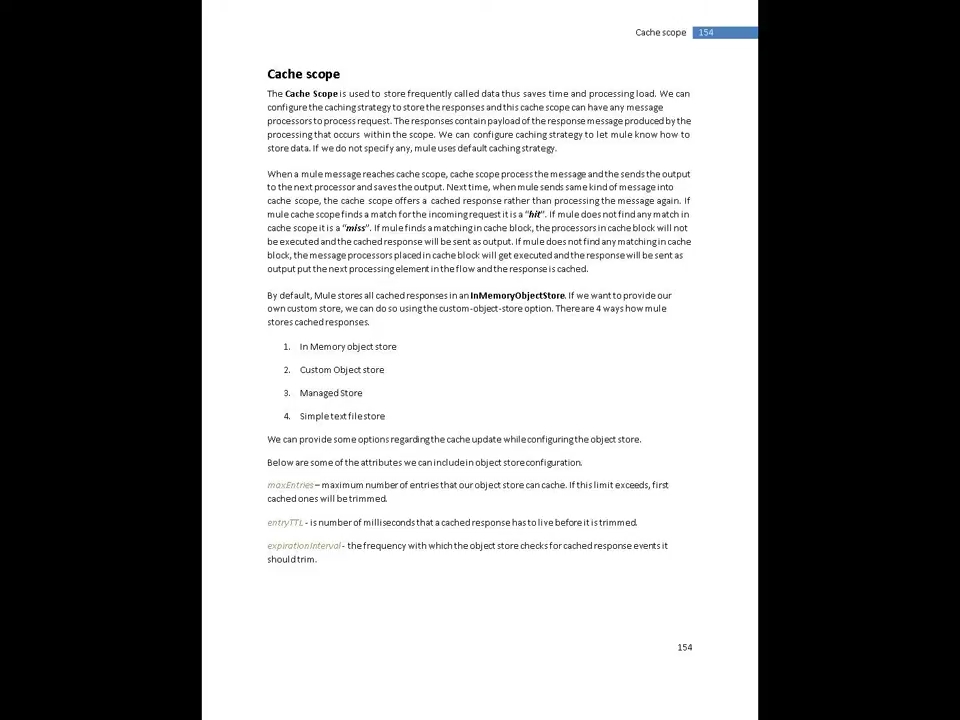 Cache scope 154
Cache scope
The Cache Scope is used to store frequently called data thus saves time and processing load. We can
configure the caching strategy to store the responses and this cache scope can have any message
processors to process request. The responses contain payload of the response message produced by the
processing that occurs within the scope. We can configure caching strategy to let mule know how to
store data. If we do not specify any, mule uses default caching strategy.
When a mule message reaches cache scope, cache scope process the message and the sends the output
to the next processor and saves the output. Next time, when mule sends same kind of message into
cache scope, the cache scope offers a cached response rather than processing the message again. If
mule cache scope finds a match for the incoming request it is a "hit". If mule does not find any match in
cache scope it is a "miss". If mule finds a matching in cache block, the processors in cache block will not
be executed and the cached response will be sent as output. If mule does not find any matching in cache
block, the message processors placed in cache block will get executed and the response will be sent as
output put the next processing element in the flow and the response is cached.
By default, Mule stores all cached responses in an InMemoryObjectStore. If we want to provide our
own custom store, we can do so using the custom-object-store option. There are 4 ways how mule
stores cached responses.
1. In Memory object store
2. Custom Object store
3. Managed Store
4. Simple text file store
We can provide some options regarding the cache update while configuring the object store.
Below are some of the attributes we can include in object store configuration.
maxEntries – maximum number of entries that our object store can cache. If this limit exceeds, first
cached ones will be trimmed.
entryTTL - is number of milliseconds that a cached response has to live before it is trimmed.
expirationInterval - the frequency with which the object store checks for cached response events it
should trim.
154